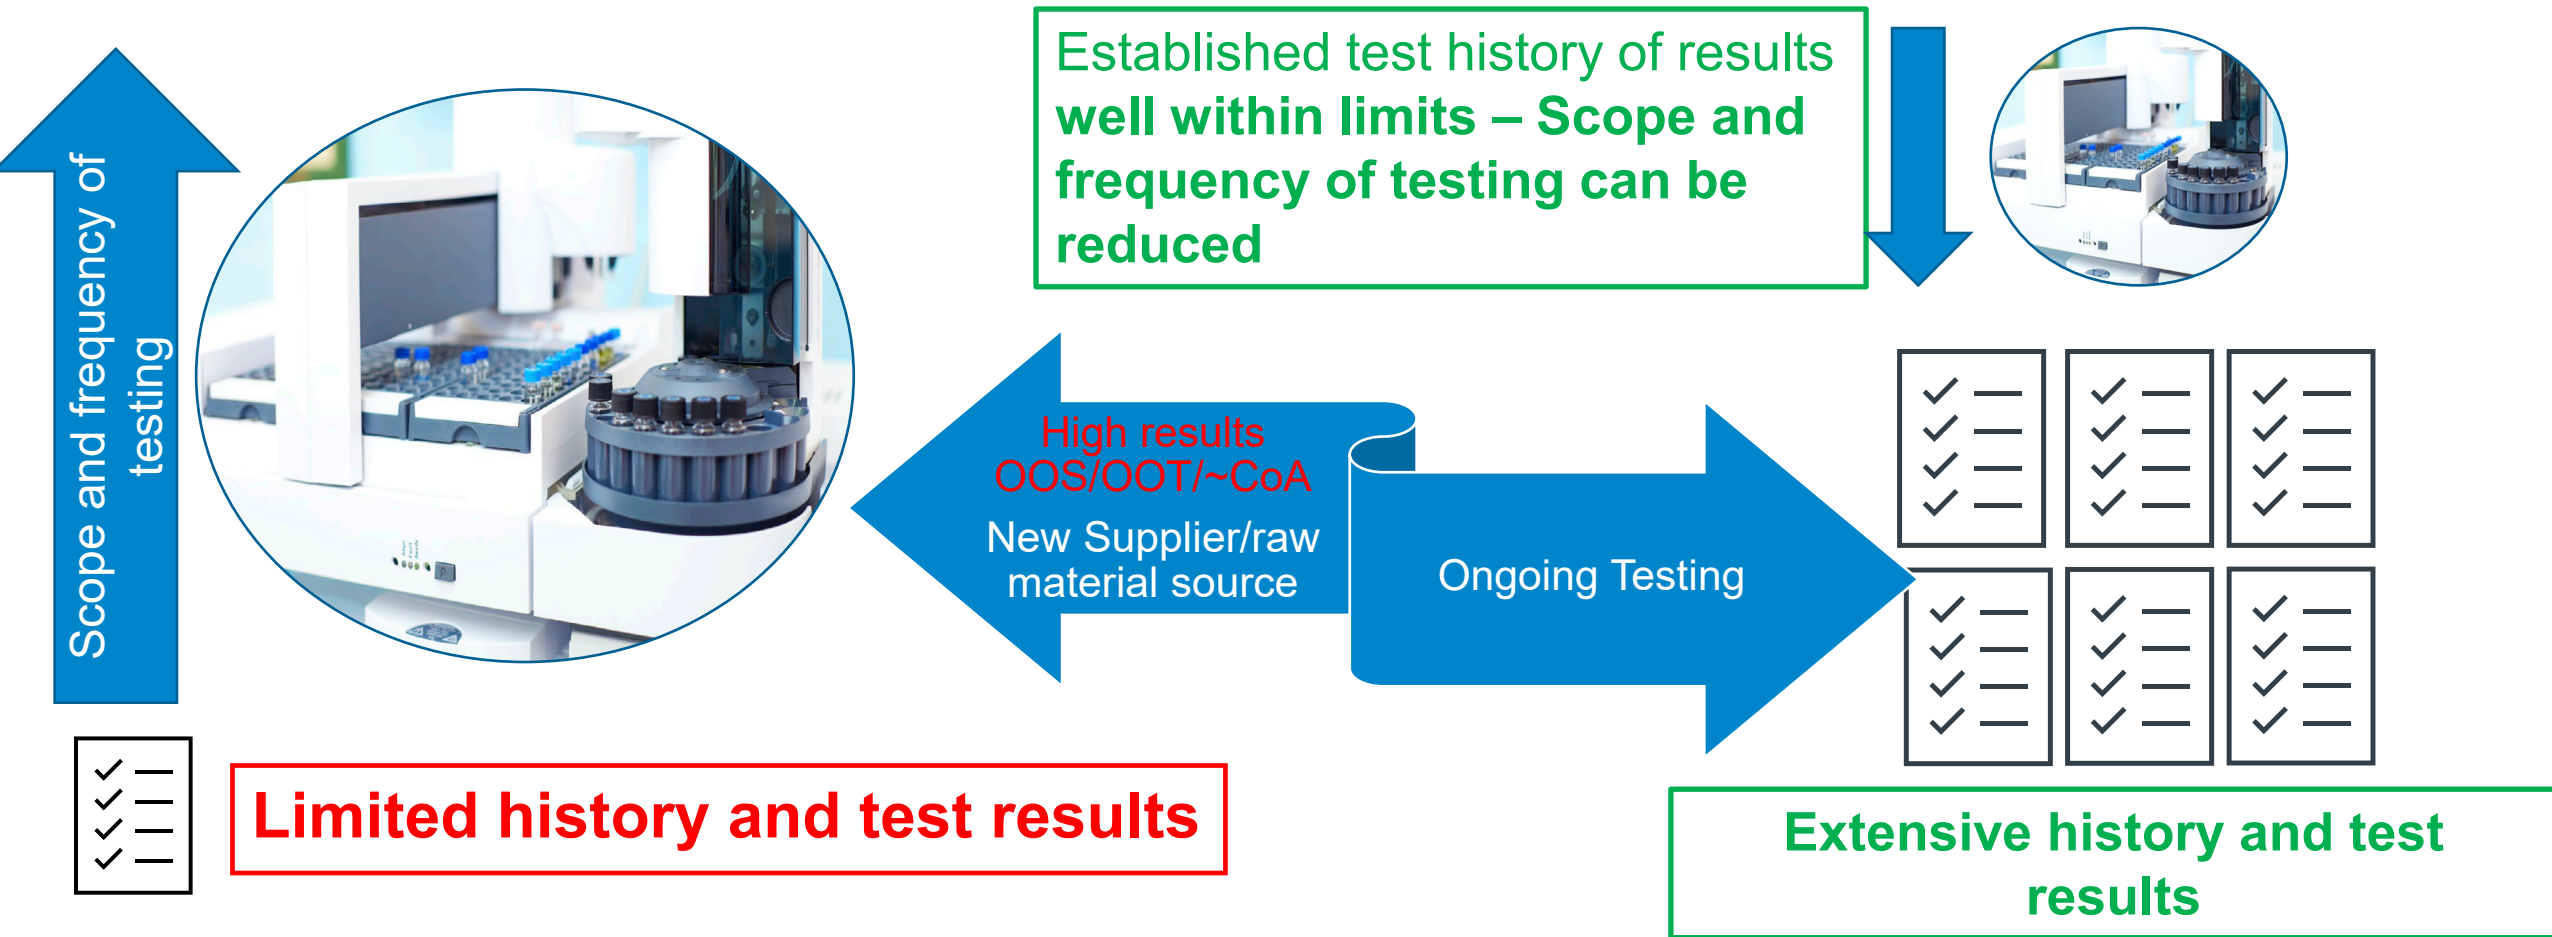 Scope and frequency of
testing
Established test history of results
well within limits – Scope and
frequency of testing can be
reduced
High results
OOS/OOT/~CoA
New Supplier/raw
material source
Ongoing Testing
Limited history and test results
Extensive history and test
results